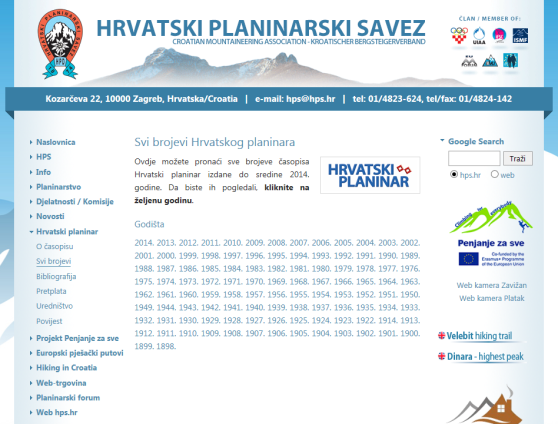 HRVATSKI PLANINARSKI SAVEZ
CROATIAN MOUNTAINEERING ASSOCIATION - KROATISCHER BERGSTEIGERVERBAND
ČLAN / MEMBER OF:
UIAA
ISMF
HPO
Kozarčeva 22, 10000 Zagreb, Hrvatska/Croatia | e-mail: hps@hps.hr | tel: 01/4823-624, tel/fax: 01/4824-142
Naslovnica
HPS
Info
Planinarstvo
Djelatnosti / Komisije
Novosti
Hrvatski planinar
O časopisu
Svi brojevi
Bibliografija
Pretplata
Uredništvo
Povijest
Projekt Penjanje za sve
Europski pješački putovi
Hiking in Croatia
Web-trgovina
Planinarski forum
Web hps.hr
Svi brojevi Hrvatskog planinara
Ovdje možete pronaći sve brojeve časopisa
Hrvatski planinar izdane do sredine 2014.
godine. Da biste ih pogledali, kliknite na
željenu godinu.
HRVATSKI
PLANINAR
Godišta
2014. 2013. 2012. 2011. 2010. 2009. 2008. 2007. 2006. 2005. 2004. 2003. 2002.
2001. 2000. 1999. 1998. 1997. 1996. 1995. 1994. 1993. 1992. 1991. 1990. 1989.
1988. 1987. 1986. 1985. 1984. 1983. 1982. 1981. 1980. 1979. 1978. 1977. 1976.
1975. 1974. 1973. 1972. 1971. 1970. 1969. 1968. 1967. 1966. 1965. 1964. 1963.
1962. 1961. 1960. 1959. 1958. 1957. 1956. 1955. 1954. 1953. 1952. 1951. 1950.
1949. 1944. 1943. 1942. 1941. 1940. 1939. 1938. 1937. 1936. 1935. 1934. 1933.
1932. 1931. 1930. 1929. 1928. 1927. 1926. 1925. 1924. 1923. 1922. 1914. 1913.
1912. 1911. 1910. 1909. 1908. 1907. 1906. 1905. 1904. 1903. 1902. 1901. 1900.
1899. 1898.
Google Search
Traži
hps.hr web
Climbing for everybody
Penjanje za sve
Co-funded by the
Erasmus+ Programme
of the European Union
Web kamera Zavižan
Web kamera Platak
Velebit hiking trail
Dinara - highest peak